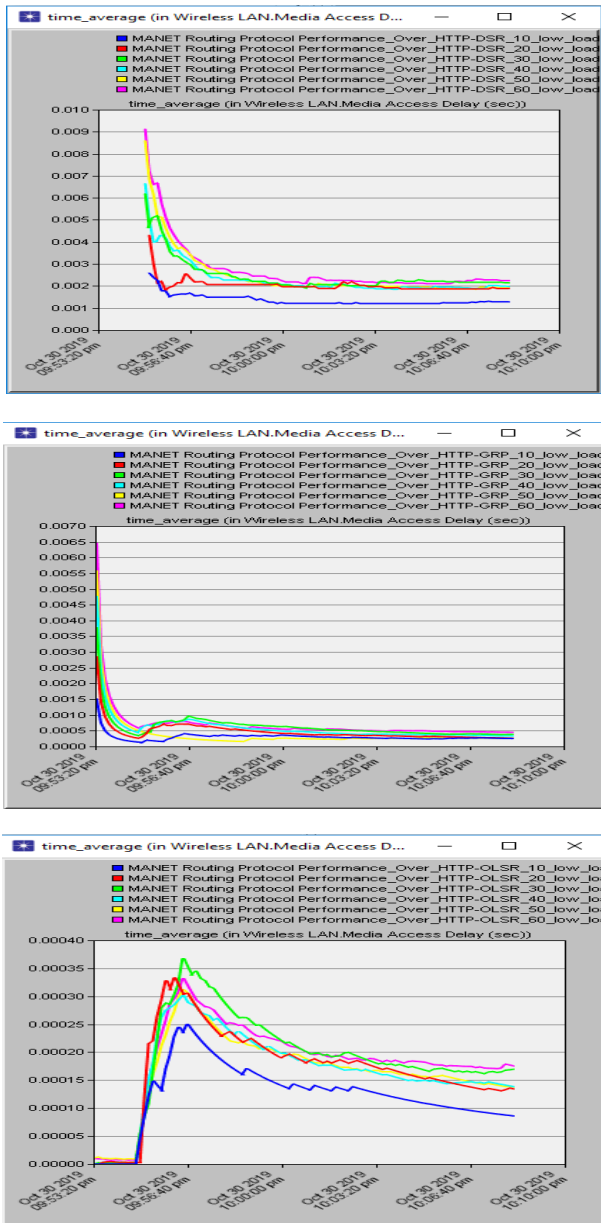 time_average (in Wireless LAN.Media Access D...
MANET Routing Protocol Performance_Over_HTTP-DSR_10_low_load
MANET Routing Protocol Performance_Over_HTTP-DSR_20_low_load
MANET Routing Protocol Performance_Over_HTTP-DSR_30_low_load
MANET Routing Protocol Performance_Over_HTTP-DSR_40_low_load
MANET Routing Protocol Performance_Over_HTTP-DSR_50_low_load
MANET Routing Protocol Performance_Over_HTTP-DSR_60_low_load
time_average (in Wireless LAN.Media Access Delay (sec))
0.010
0.009
0.008
0.007
0.006
0.005
0.004
0.003
0.002
0.001
0.000
Oct 30 2019 09:53:20 pm
Oct 30 2019 09:56:40 pm
Oct 30 2019 10:00:00 pm
Oct 30 2019 10:03:20 pm
Oct 30 2019 10:06:40 pm
Oct 30 2019 10:10:00 pm
time_average (in Wireless LAN.Media Access D...
MANET Routing Protocol Performance_Over_HTTP-GRP_10_low_load
MANET Routing Protocol Performance_Over_HTTP-GRP_20_low_load
MANET Routing Protocol Performance_Over_HTTP-GRP_30_low_load
MANET Routing Protocol Performance_Over_HTTP-GRP_40_low_load
MANET Routing Protocol Performance_Over_HTTP-GRP_50_low_load
MANET Routing Protocol Performance_Over_HTTP-GRP_60_low_load
time_average (in Wireless LAN.Media Access Delay (sec))
0.0070
0.0065
0.0060
0.0055
0.0050
0.0045
0.0040
0.0035
0.0030
0.0025
0.0020
0.0015
0.0010
0.0005
0.0000
Oct 30 2019 09:53:20 pm
Oct 30 2019 09:56:40 pm
Oct 30 2019 10:00:00 pm
Oct 30 2019 10:03:20 pm
Oct 30 2019 10:06:40 pm
Oct 30 2019 10:10:00 pm
time_average (in Wireless LAN.Media Access D...
MANET Routing Protocol Performance_Over_HTTP-OLSR_10_low_lo
MANET Routing Protocol Performance_Over_HTTP-OLSR_20_low_lo
MANET Routing Protocol Performance_Over_HTTP-OLSR_30_low_lo
MANET Routing Protocol Performance_Over_HTTP-OLSR_40_low_lo
MANET Routing Protocol Performance_Over_HTTP-OLSR_50_low_lo
MANET Routing Protocol Performance_Over_HTTP-OLSR_60_low_lo
time_average (in Wireless LAN.Media Access Delay (sec))
0.00040
0.00035
0.00030
0.00025
0.00020
0.00015
0.00010
0.00005
0.00000
Oct 30 2019 09:53:20 pm
Oct 30 2019 09:56:40 pm
Oct 30 2019 10:00:00 pm
Oct 30 2019 10:03:20 pm
Oct 30 2019 10:06:40 pm
Oct 30 2019 10:10:00 pm